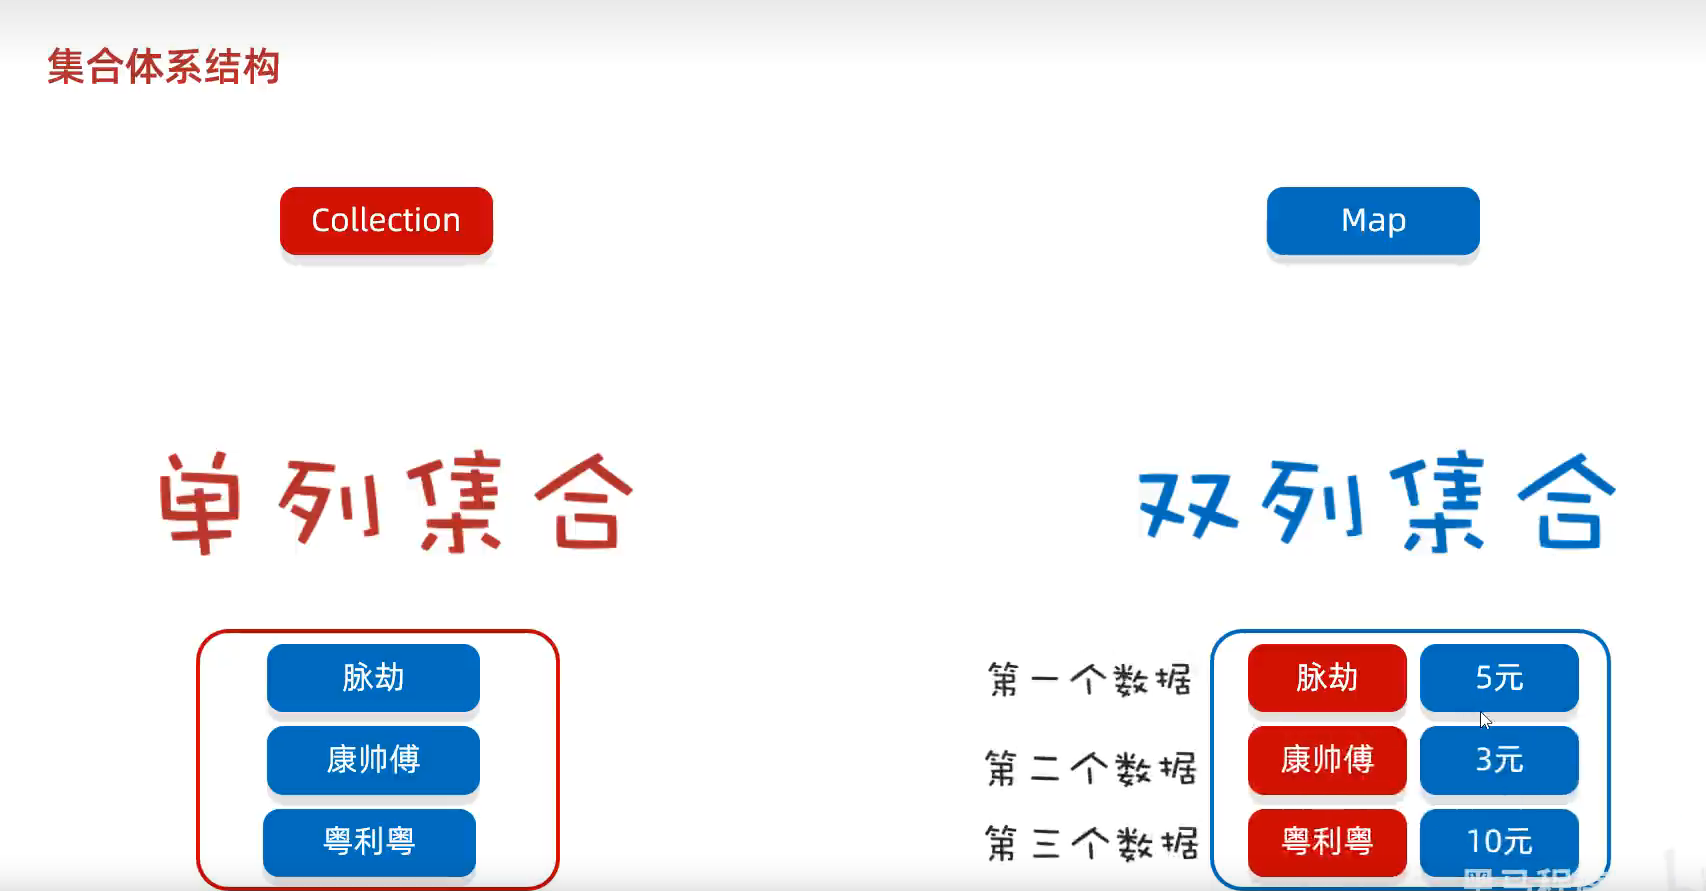 集合体系结构
Collection
Map
单列集合
双列集合
脉劫
康帅傅
粤利粤
第一个数据 脉劫 5元
第二个数据 康帅傅 3元
第三个数据 粤利粤 10元